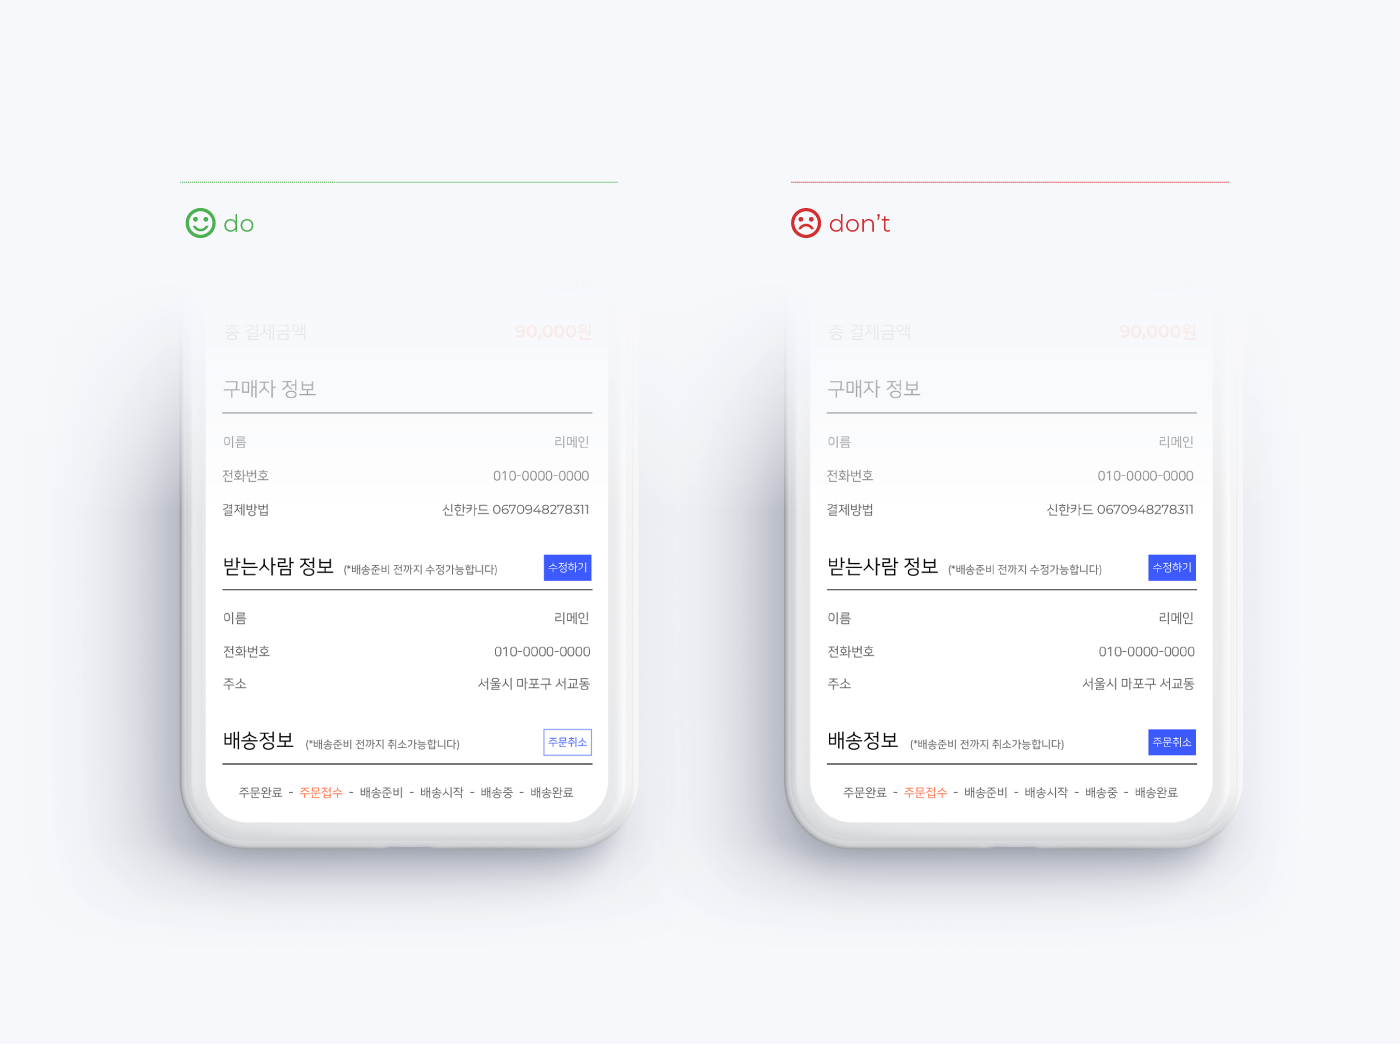 do
총 결제금액 90,000원
구매자 정보
이름 리메인
전화번호 010-0000-0000
결제방법 신한카드 0670948278311
받는사람 정보 (*배송준비 전까지 수정가능합니다) 수정하기
이름 리메인
전화번호 010-0000-0000
주소 서울시 마포구 서교동
배송정보 (*배송준비 전까지 취소가능합니다) 주문취소
주문완료 - 주문접수 - 배송준비 - 배송시작 - 배송중 - 배송완료
don't
총 결제금액 90,000원
구매자 정보
이름 리메인
전화번호 010-0000-0000
결제방법 신한카드 0670948278311
받는사람 정보 (*배송준비 전까지 수정가능합니다) 수정하기
이름 리메인
전화번호 010-0000-0000
주소 서울시 마포구 서교동
배송정보 (*배송준비 전까지 취소가능합니다) 주문취소
주문완료 - 주문접수 - 배송준비 - 배송시작 - 배송중 - 배송완료